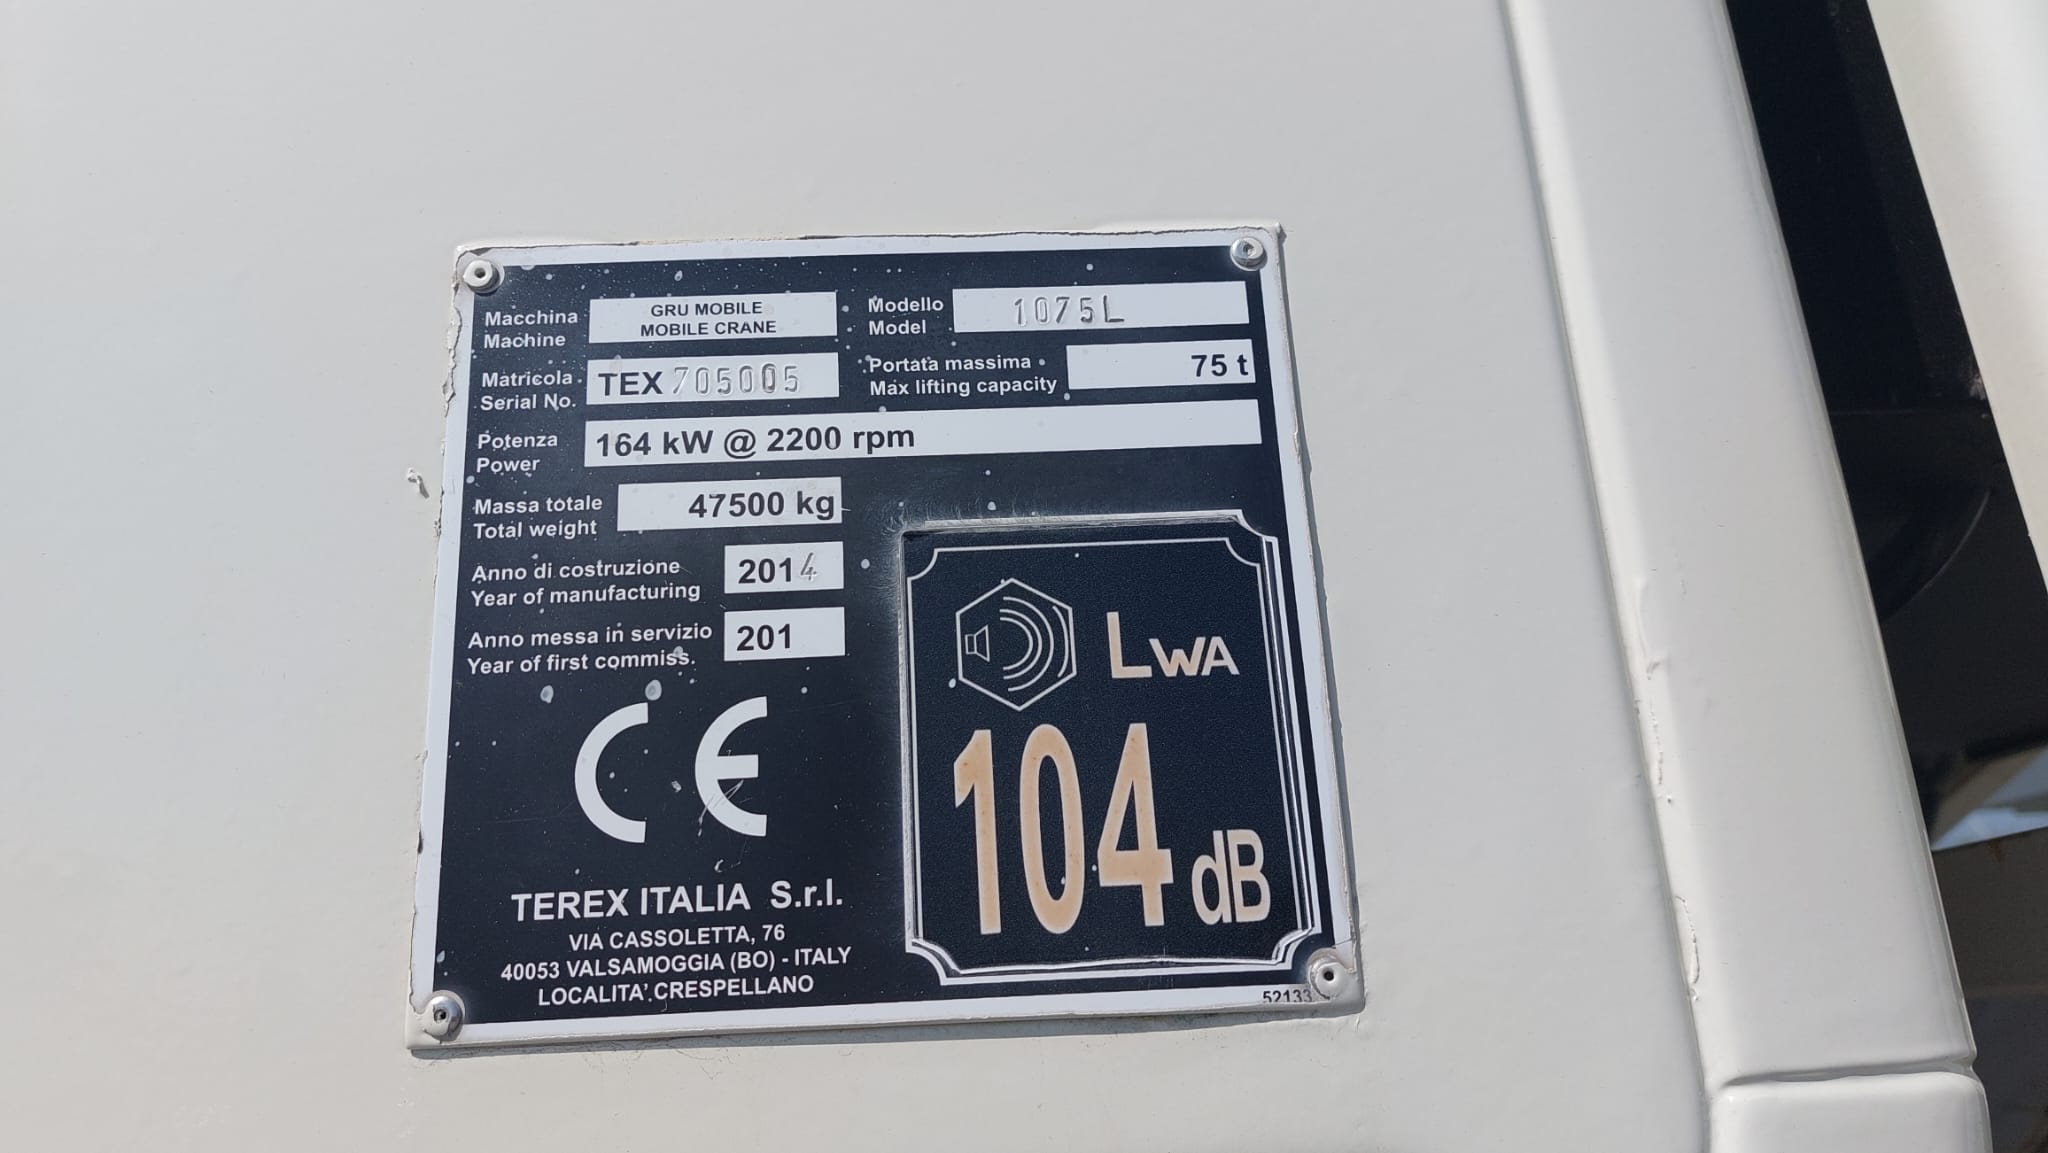 Macchina
Machine
GRU MOBILE
MOBILE CRANE
Modello
Model
1075L
Matricola
Serial No.
TEX 705005
Portata massima
Max lifting capacity
75 t
Potenza
Power
164 kW @ 2200 rpm
Massa totale
Total weight
47500 kg
Anno di costruzione
Year of manufacturing
2014
Anno messa in servizio
Year of first commiss.
201
CE
LWA
104 dB
TEREX ITALIA S.r.l.
VIA CASSOLETTA, 76
40053 VALSAMOGGIA (BO) - ITALY
LOCALITA' CRESPELLANO
52133